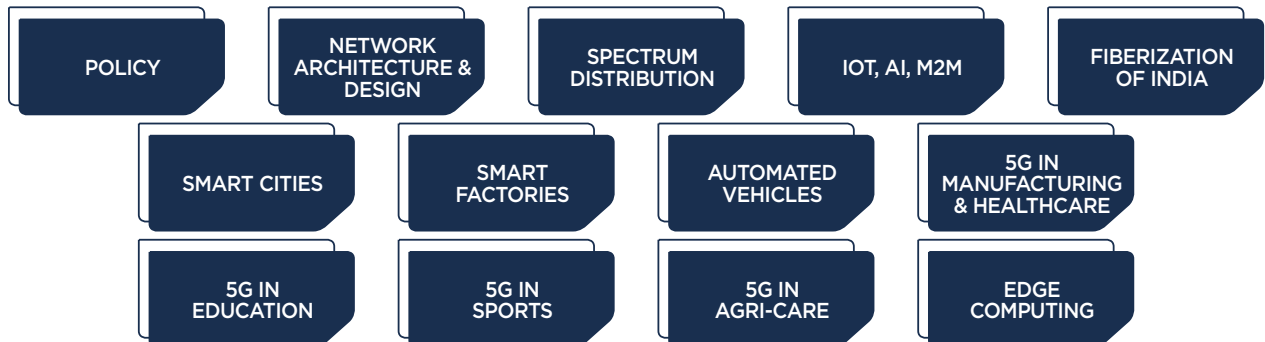 POLICY
NETWORK
ARCHITECTURE &
DESIGN
SPECTRUM
DISTRIBUTION
IOT, AI, M2M
FIBERIZATION
OF INDIA
SMART CITIES
SMART
FACTORIES
AUTOMATED
VEHICLES
5G IN
MANUFACTURING
& HEALTHCARE
5G IN
EDUCATION
5G IN
SPORTS
5G IN
AGRI-CARE
EDGE
COMPUTING